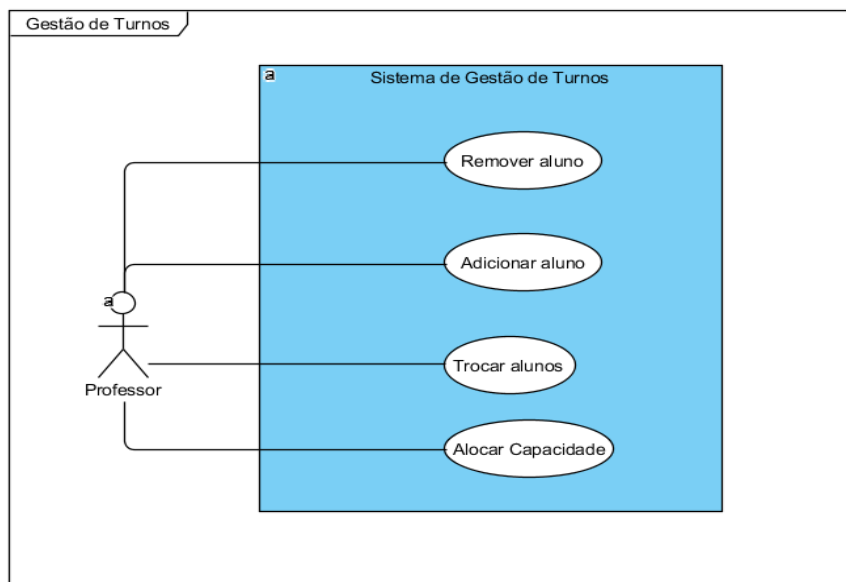 Gestão de Turnos
a
Sistema de Gestão de Turnos
Remover aluno
Adicionar aluno
a
Trocar alunos
Professor
Alocar Capacidade